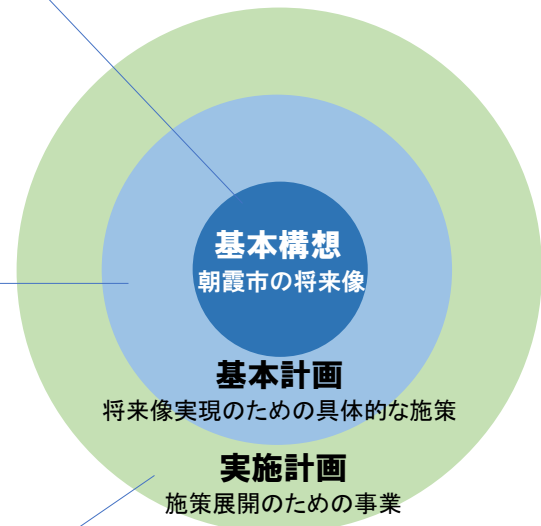 基本構想
朝霞市の将来像
基本計画
将来像実現のための具体的な施策
実施計画
施策展開のための事業